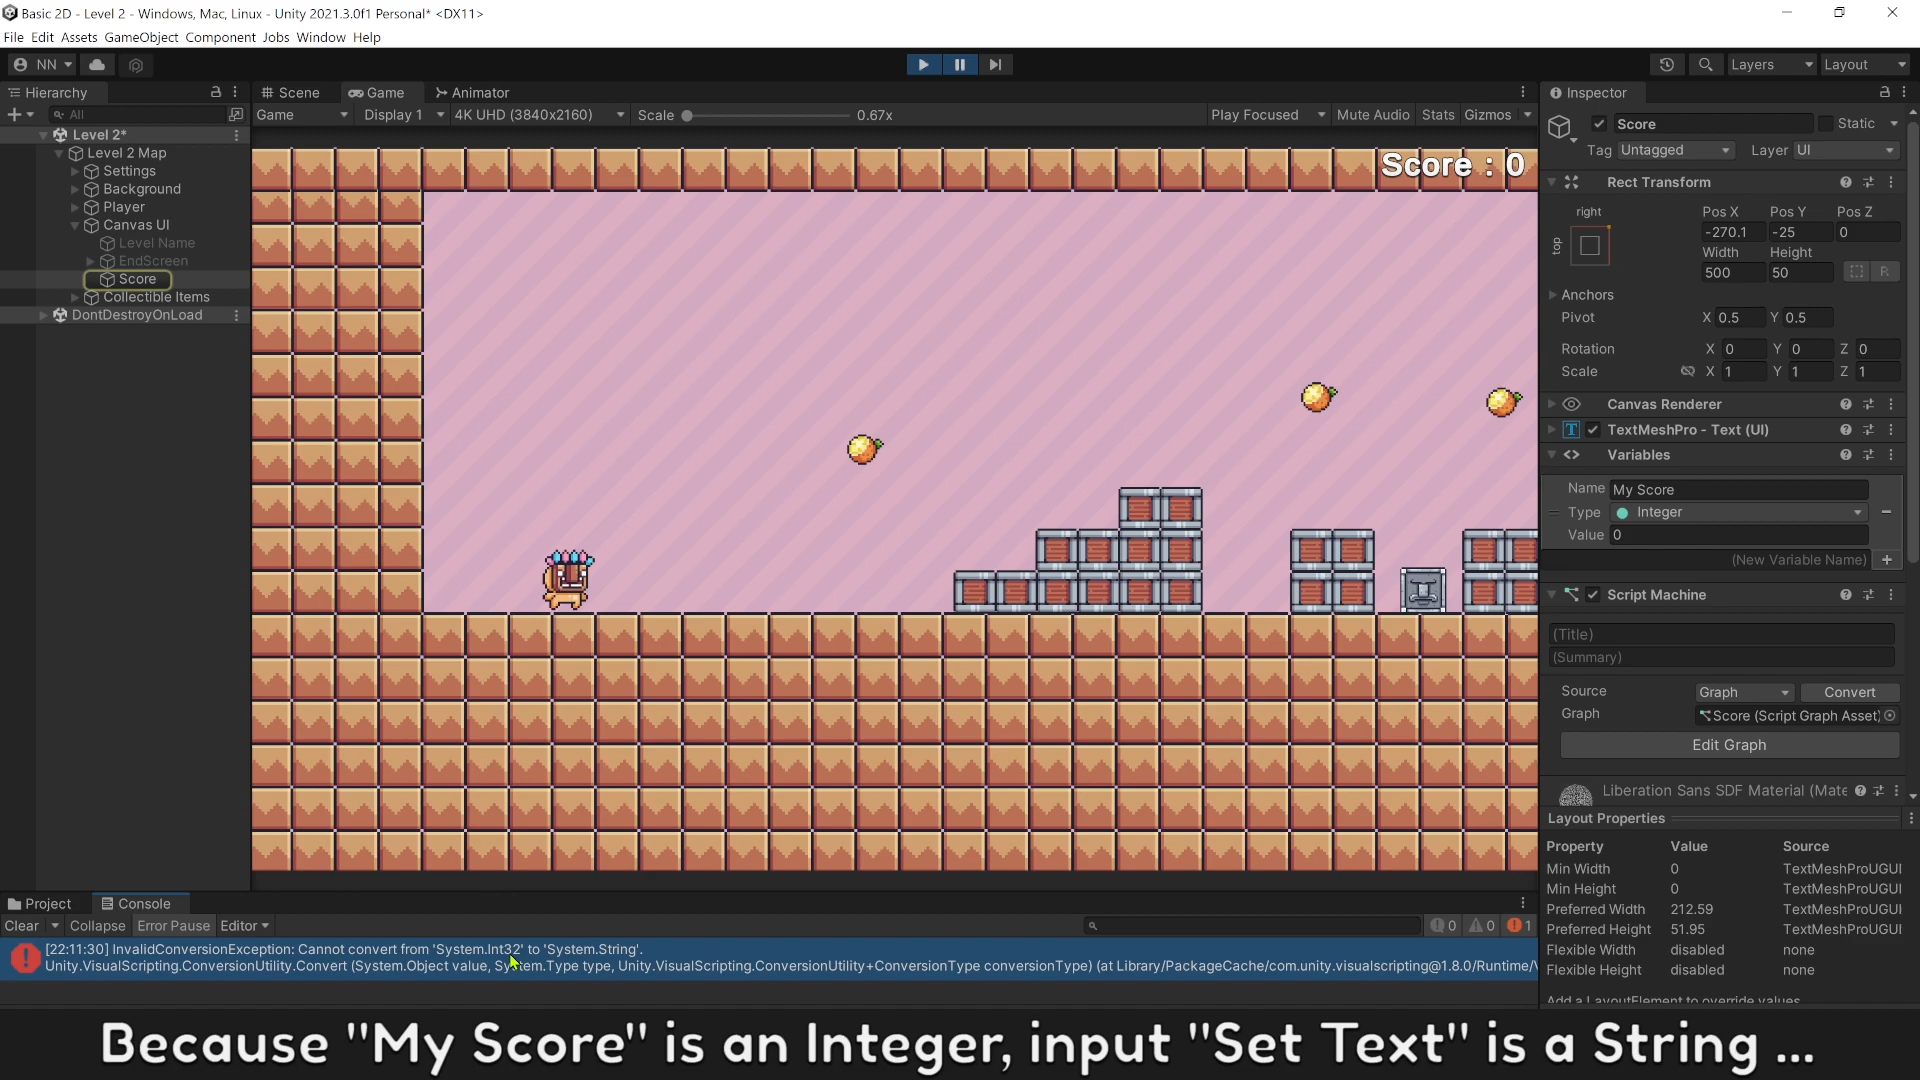 Basic 2D - Level 2 - Windows, Mac, Linux - Unity 2021.3.0f1 Personal* <DX11>
File Edit Assets GameObject Component Jobs Window Help
NN
Layers Layout
Hierarchy Scene Game Animator Inspector
All Game Display 1 4K UHD (3840x2160) Scale 0.67x Play Focused Mute Audio Stats Gizmos
Level 2*
Level 2 Map
Settings
Background
Player
Canvas UI
Level Name
EndScreen
Score
Collectible Items
DontDestroyOnLoad
Score : 0
Score Static
Tag Untagged Layer UI
Rect Transform
right
top
Pos X Pos Y Pos Z
-270.1 -25 0
Width Height
500 50 R
Anchors
Pivot X 0.5 Y 0.5
Rotation X 0 Y 0 Z 0
Scale X 1 Y 1 Z 1
Canvas Renderer
TextMeshPro - Text (UI)
Variables
Name My Score
Type Integer
Value 0
(New Variable Name)
Script Machine
(Title)
(Summary)
Source Graph Convert
Graph Score (Script Graph Asset)
Edit Graph
Liberation Sans SDF Material (Mate
Layout Properties
Property Value Source
Min Width 0 TextMeshProUGUI
Min Height 0 TextMeshProUGUI
Preferred Width 212.59 TextMeshProUGUI
Preferred Height 51.95 TextMeshProUGUI
Flexible Width disabled none
Flexible Height disabled none
Add a LayoutElement to override values
Project Console
Clear Collapse Error Pause Editor 0 0 1
[22:11:30] InvalidConversionException: Cannot convert from 'System.Int32' to 'System.String'.
Unity.VisualScripting.ConversionUtility.Convert (System.Object value, System.Type type, Unity.VisualScripting.ConversionUtility+ConversionType conversionType) (at Library/PackageCache/com.unity.visualscripting@1.8.0/Runtime/
Because "My Score" is an Integer, input "Set Text" is a String ...